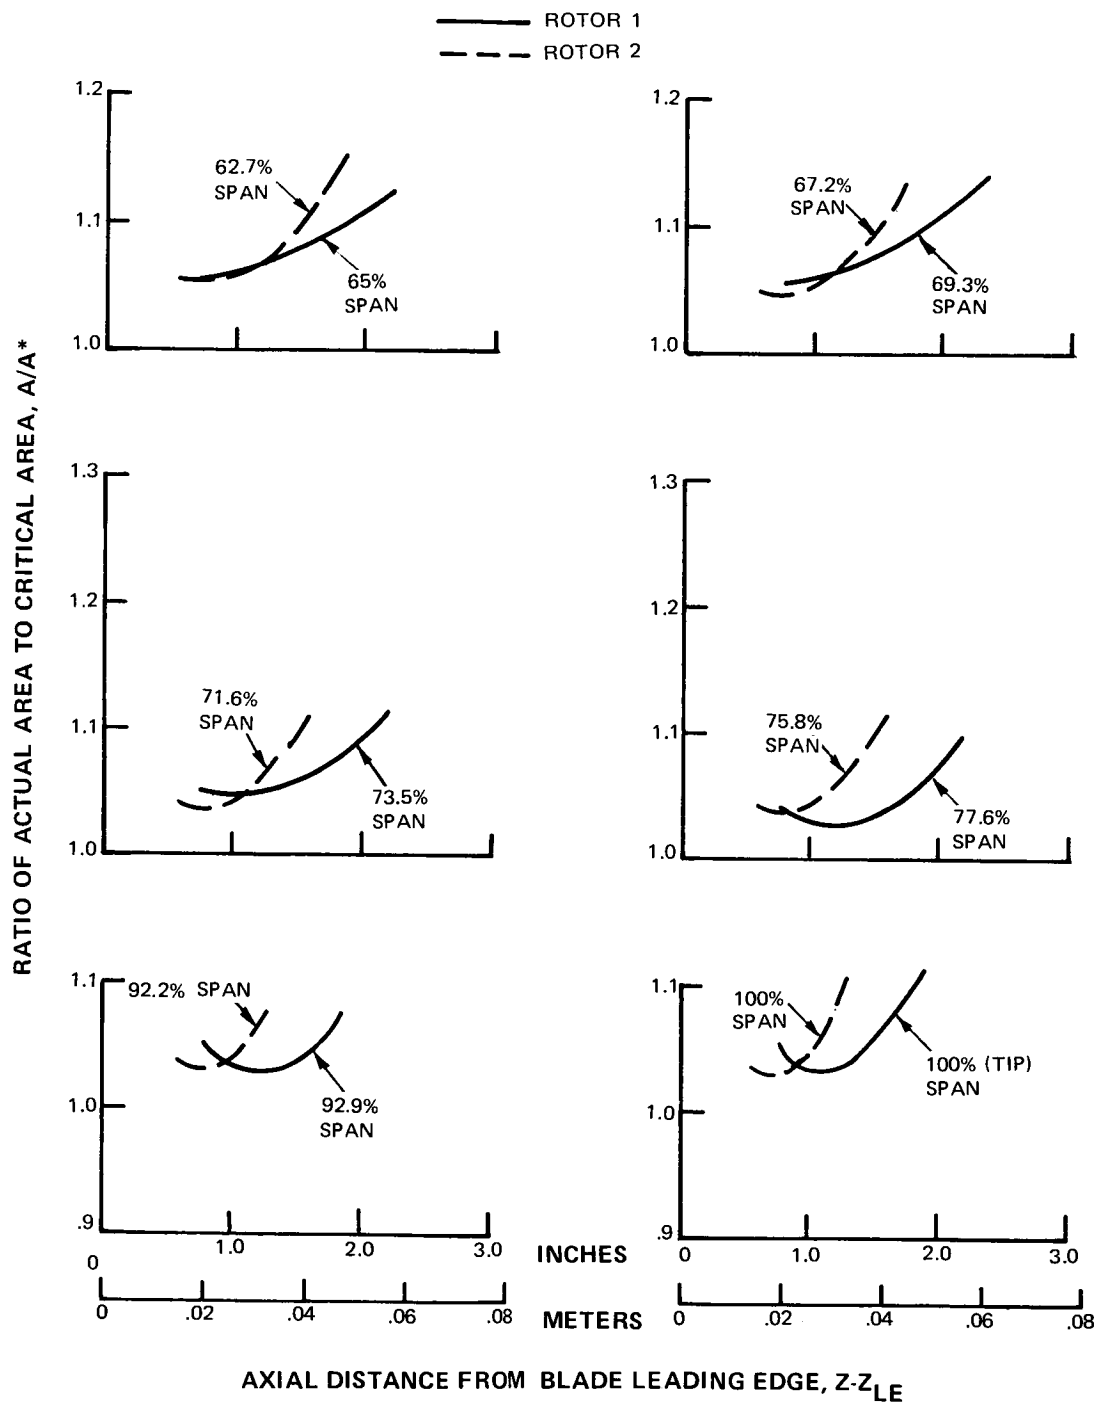 ROTOR 1
ROTOR 2
RATIO OF ACTUAL AREA TO CRITICAL AREA, A/A*
1.2
1.1
1.0
62.7%
SPAN
65%
SPAN
1.2
1.1
1.0
67.2%
SPAN
69.3%
SPAN
1.3
1.2
1.1
1.0
71.6%
SPAN
73.5%
SPAN
1.3
1.2
1.1
1.0
75.8%
SPAN
77.6%
SPAN
1.1
1.0
.9
92.2% SPAN
92.9%
SPAN
1.1
1.0
.9
100%
SPAN
100% (TIP)
SPAN
0 1.0 2.0 3.0 INCHES 0 1.0 2.0 3.0
0 .02 .04 .06 .08 METERS 0 .02 .04 .06 .08
AXIAL DISTANCE FROM BLADE LEADING EDGE, Z-ZLE